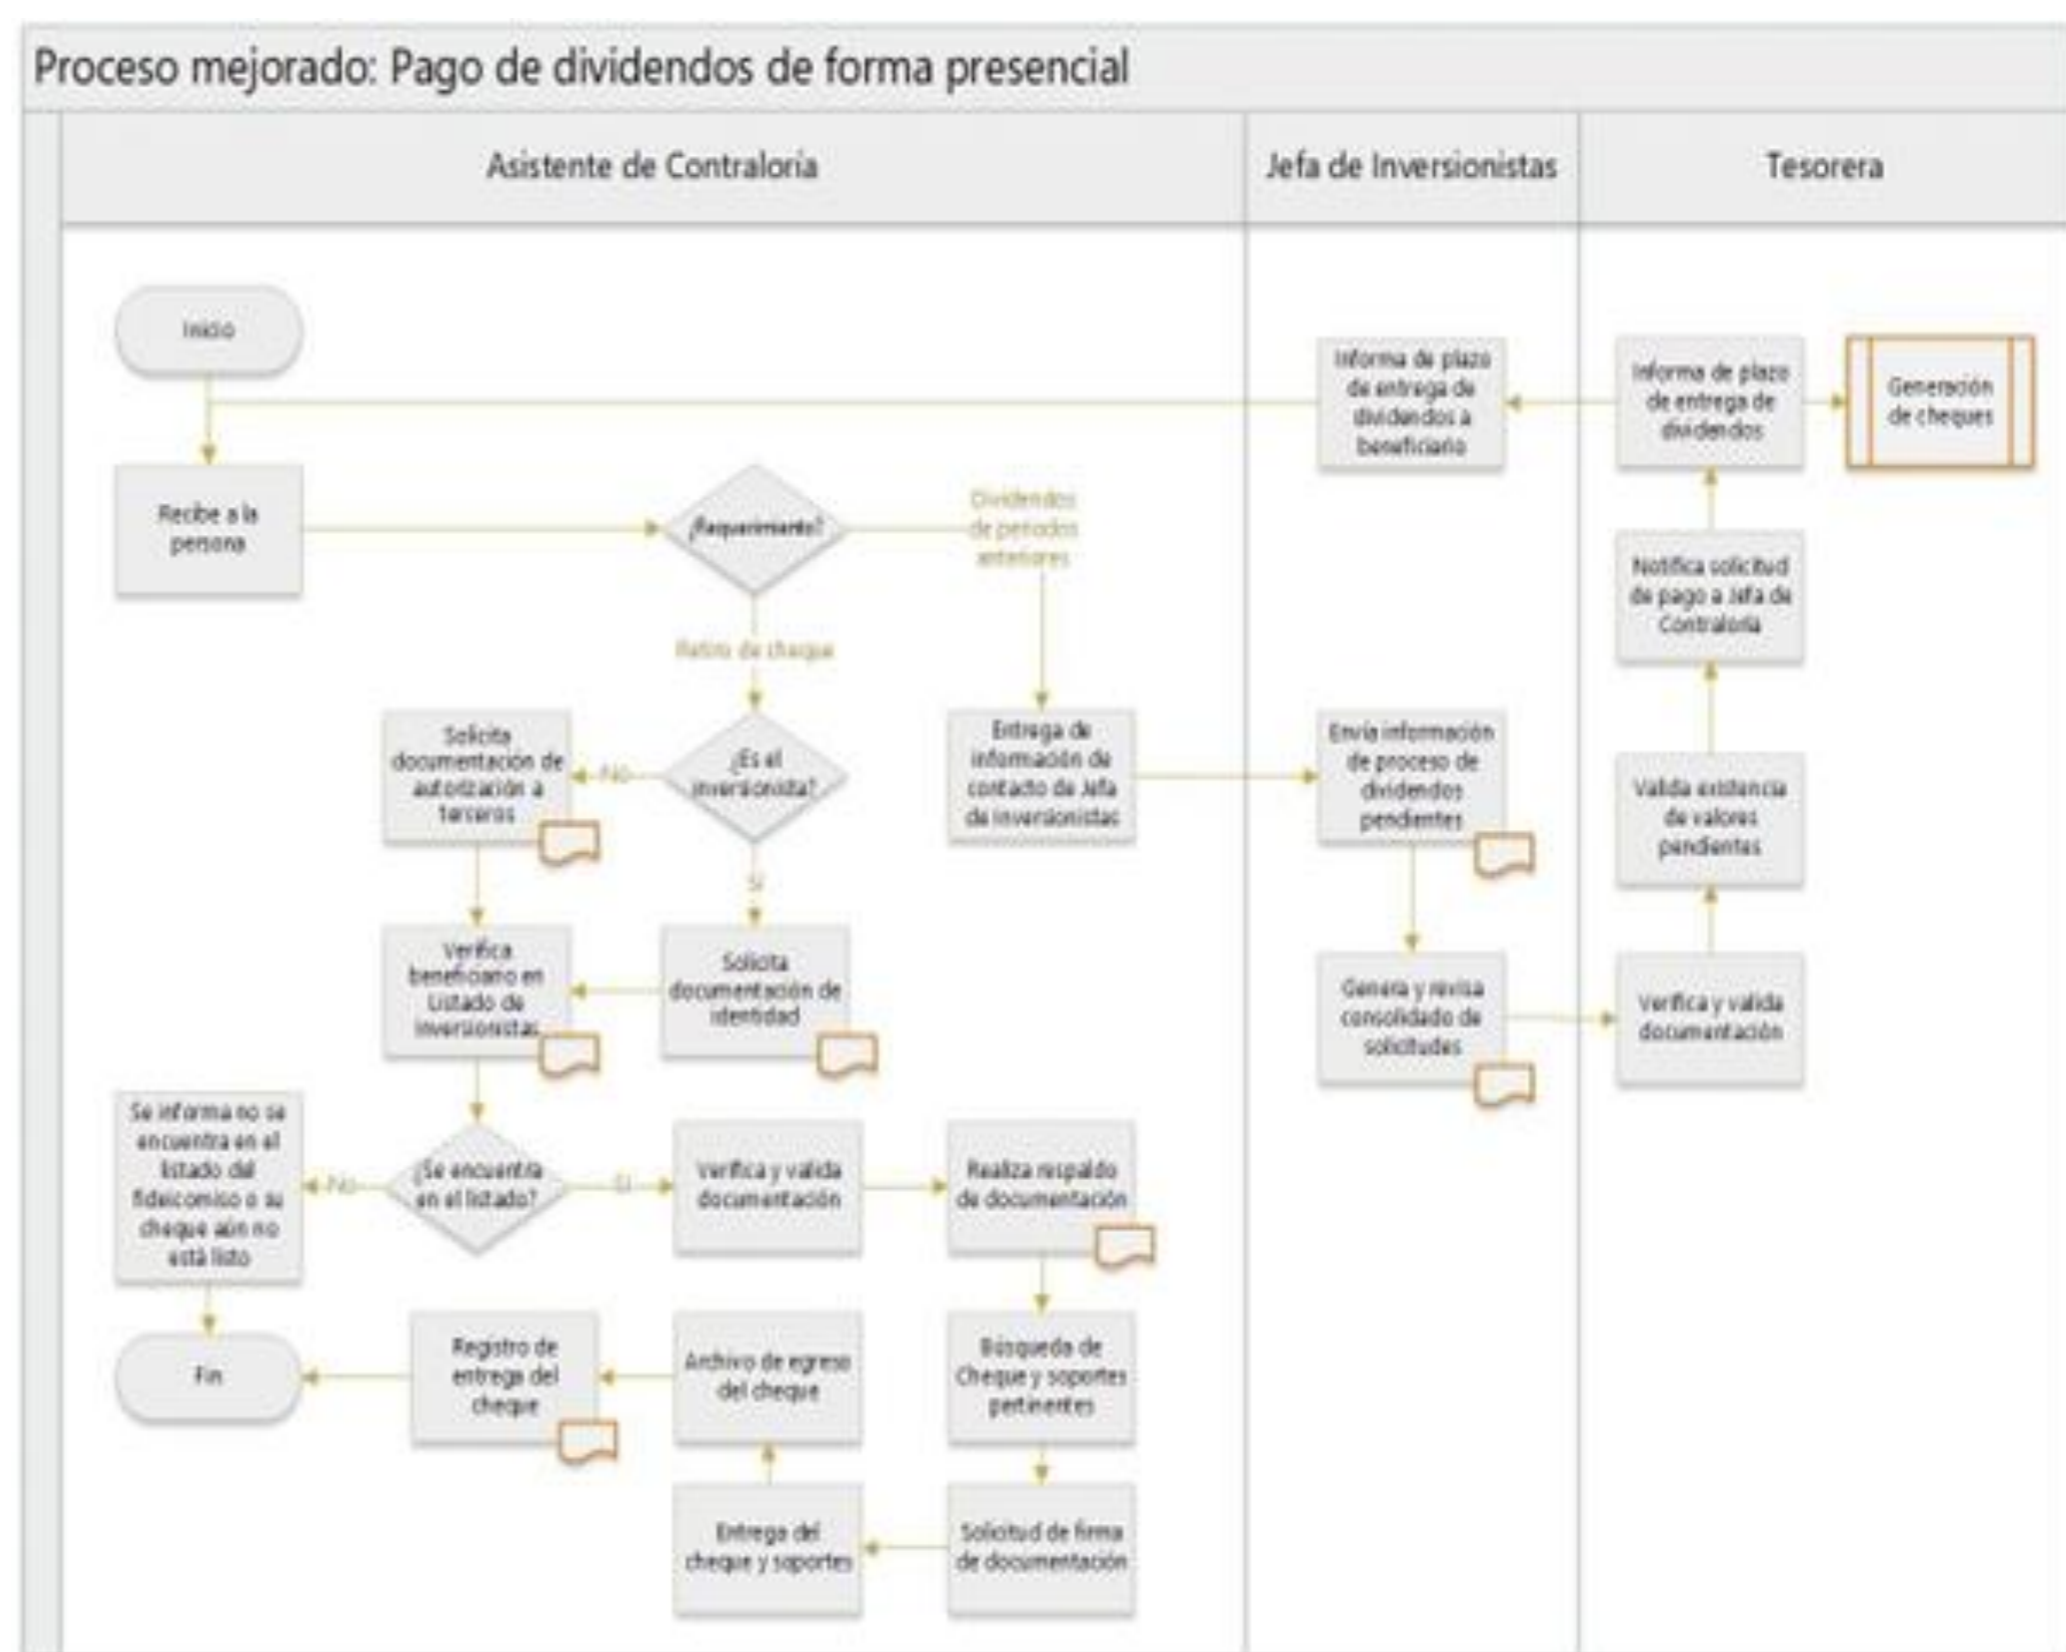 Proceso mejorado: Pago de dividendos de forma presencial
Asistente de Contraloría
Jefa de Inversionistas
Tesorera
Inicio
Informa de plazo
de entrega de
dividendos a
beneficiario
Informa de plazo
de entrega de
dividendos
Generación
de cheques
Recibe a la
persona
¿Requerimiento?
Dividendos
de periodos
anteriores
Notifica solicitud
de pago a Jefa de
Contraloría
Retiro de cheque
Solicita
documentación de
autorización a
terceros
No
¿Es el
inversionista?
Entrega de
información de
contacto de Jefa
de inversionistas
Envía información
de proceso de
dividendos
pendientes
Valida existencia
de valores
pendientes
Si
Verifica
beneficiario en
Listado de
inversionistas
Solicita
documentación de
identidad
Genera y revisa
consolidado de
solicitudes
Verifica y valida
documentación
Se informa no se
encuentra en el
listado del
fideicomiso o su
cheque aún no
está listo
No
¿Se encuentra
en el listado?
Si
Verifica y valida
documentación
Realiza respaldo
de documentación
Fin
Registro de
entrega del
cheque
Archivo de egreso
del cheque
Búsqueda de
Cheque y soportes
pertinentes
Entrega del
cheque y soportes
Solicitud de firma
de documentación